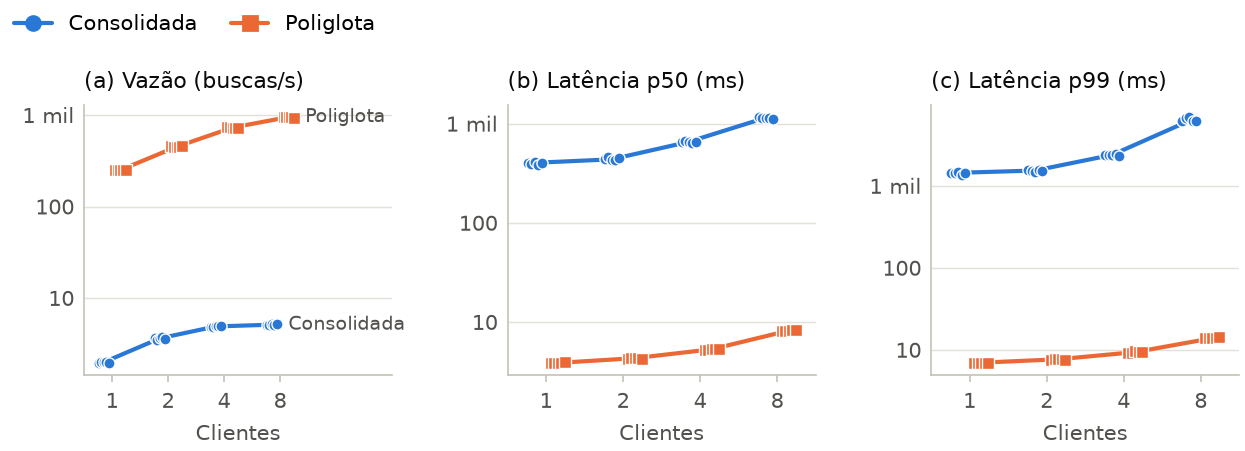 Consolidada Poliglota
(a) Vazão (buscas/s)
1 mil
100
10
Poliglota
Consolidada
1 2 4 8
Clientes
(b) Latência p50 (ms)
1 mil
100
10
1 2 4 8
Clientes
(c) Latência p99 (ms)
1 mil
100
10
1 2 4 8
Clientes